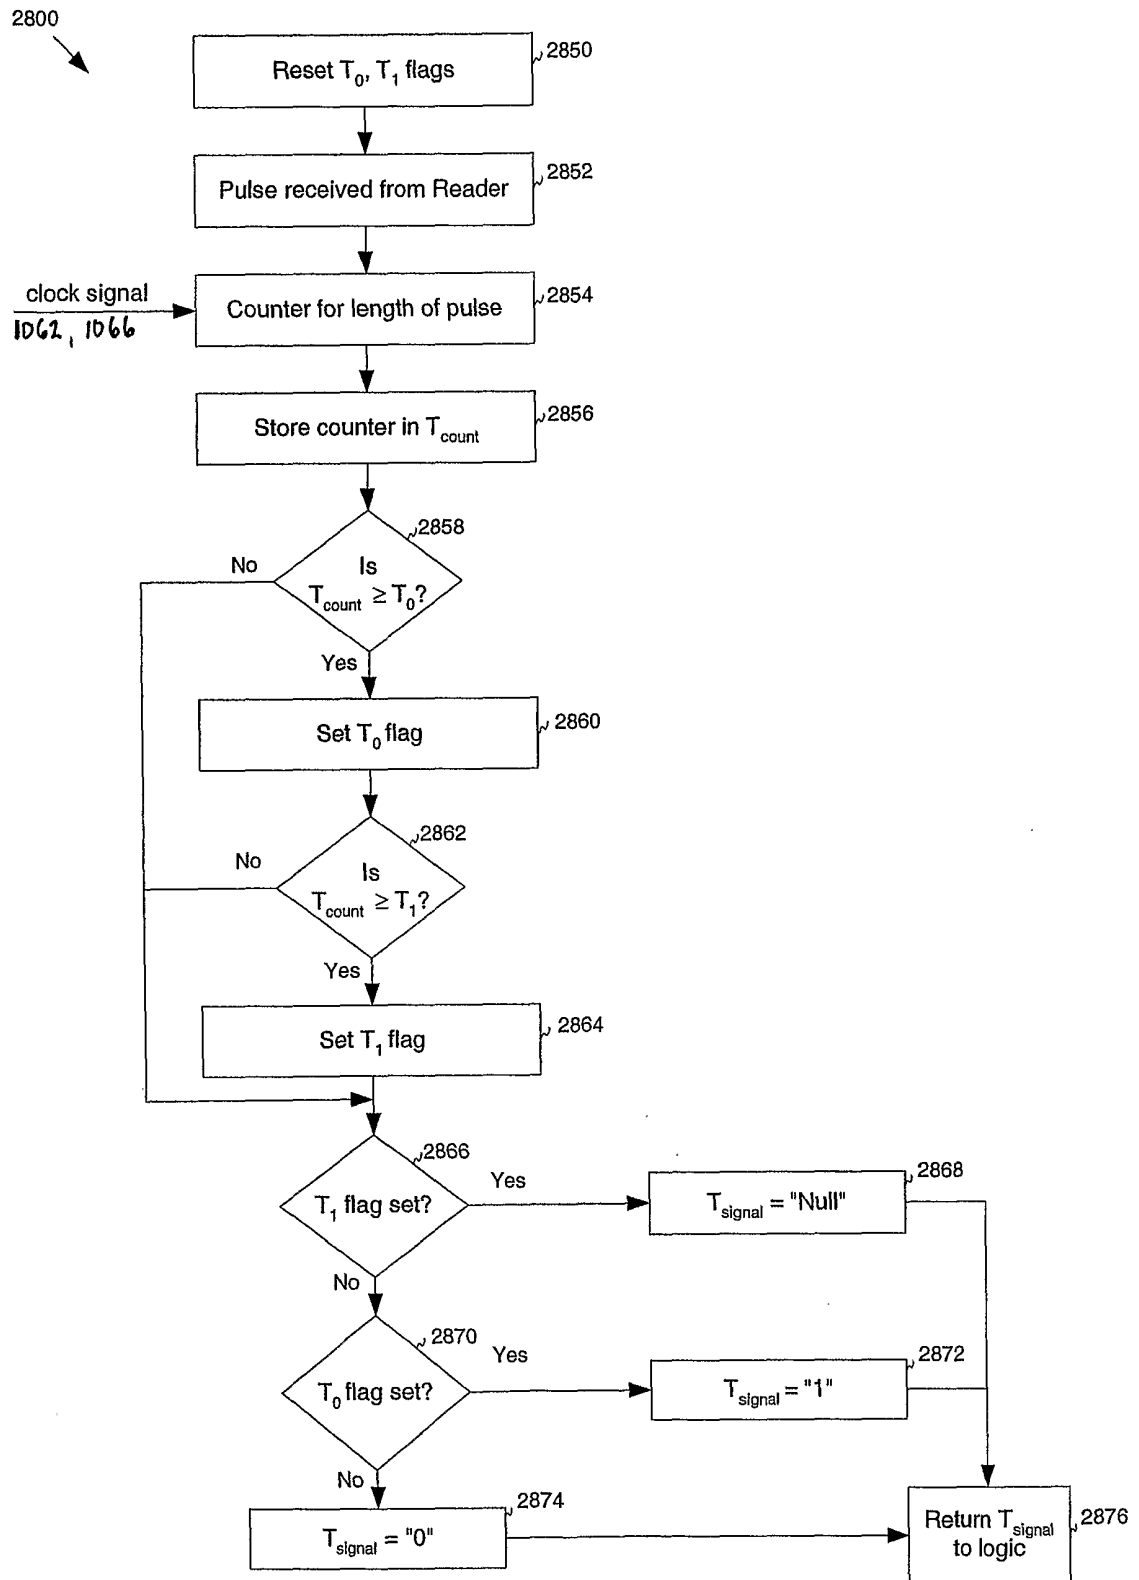 2800
Reset T0, T1 flags
2850
Pulse received from Reader
2852
clock signal
1062, 1066
Counter for length of pulse
2854
Store counter in Tcount
2856
2858
No
Is
Tcount ≥ T0?
Yes
Set T0 flag
2860
2862
No
Is
Tcount ≥ T1?
Yes
Set T1 flag
2864
2866
T1 flag set?
Yes
Tsignal = "Null"
2868
No
2870
T0 flag set?
Yes
Tsignal = "1"
2872
No
Tsignal = "0"
2874
Return Tsignal
to logic
2876